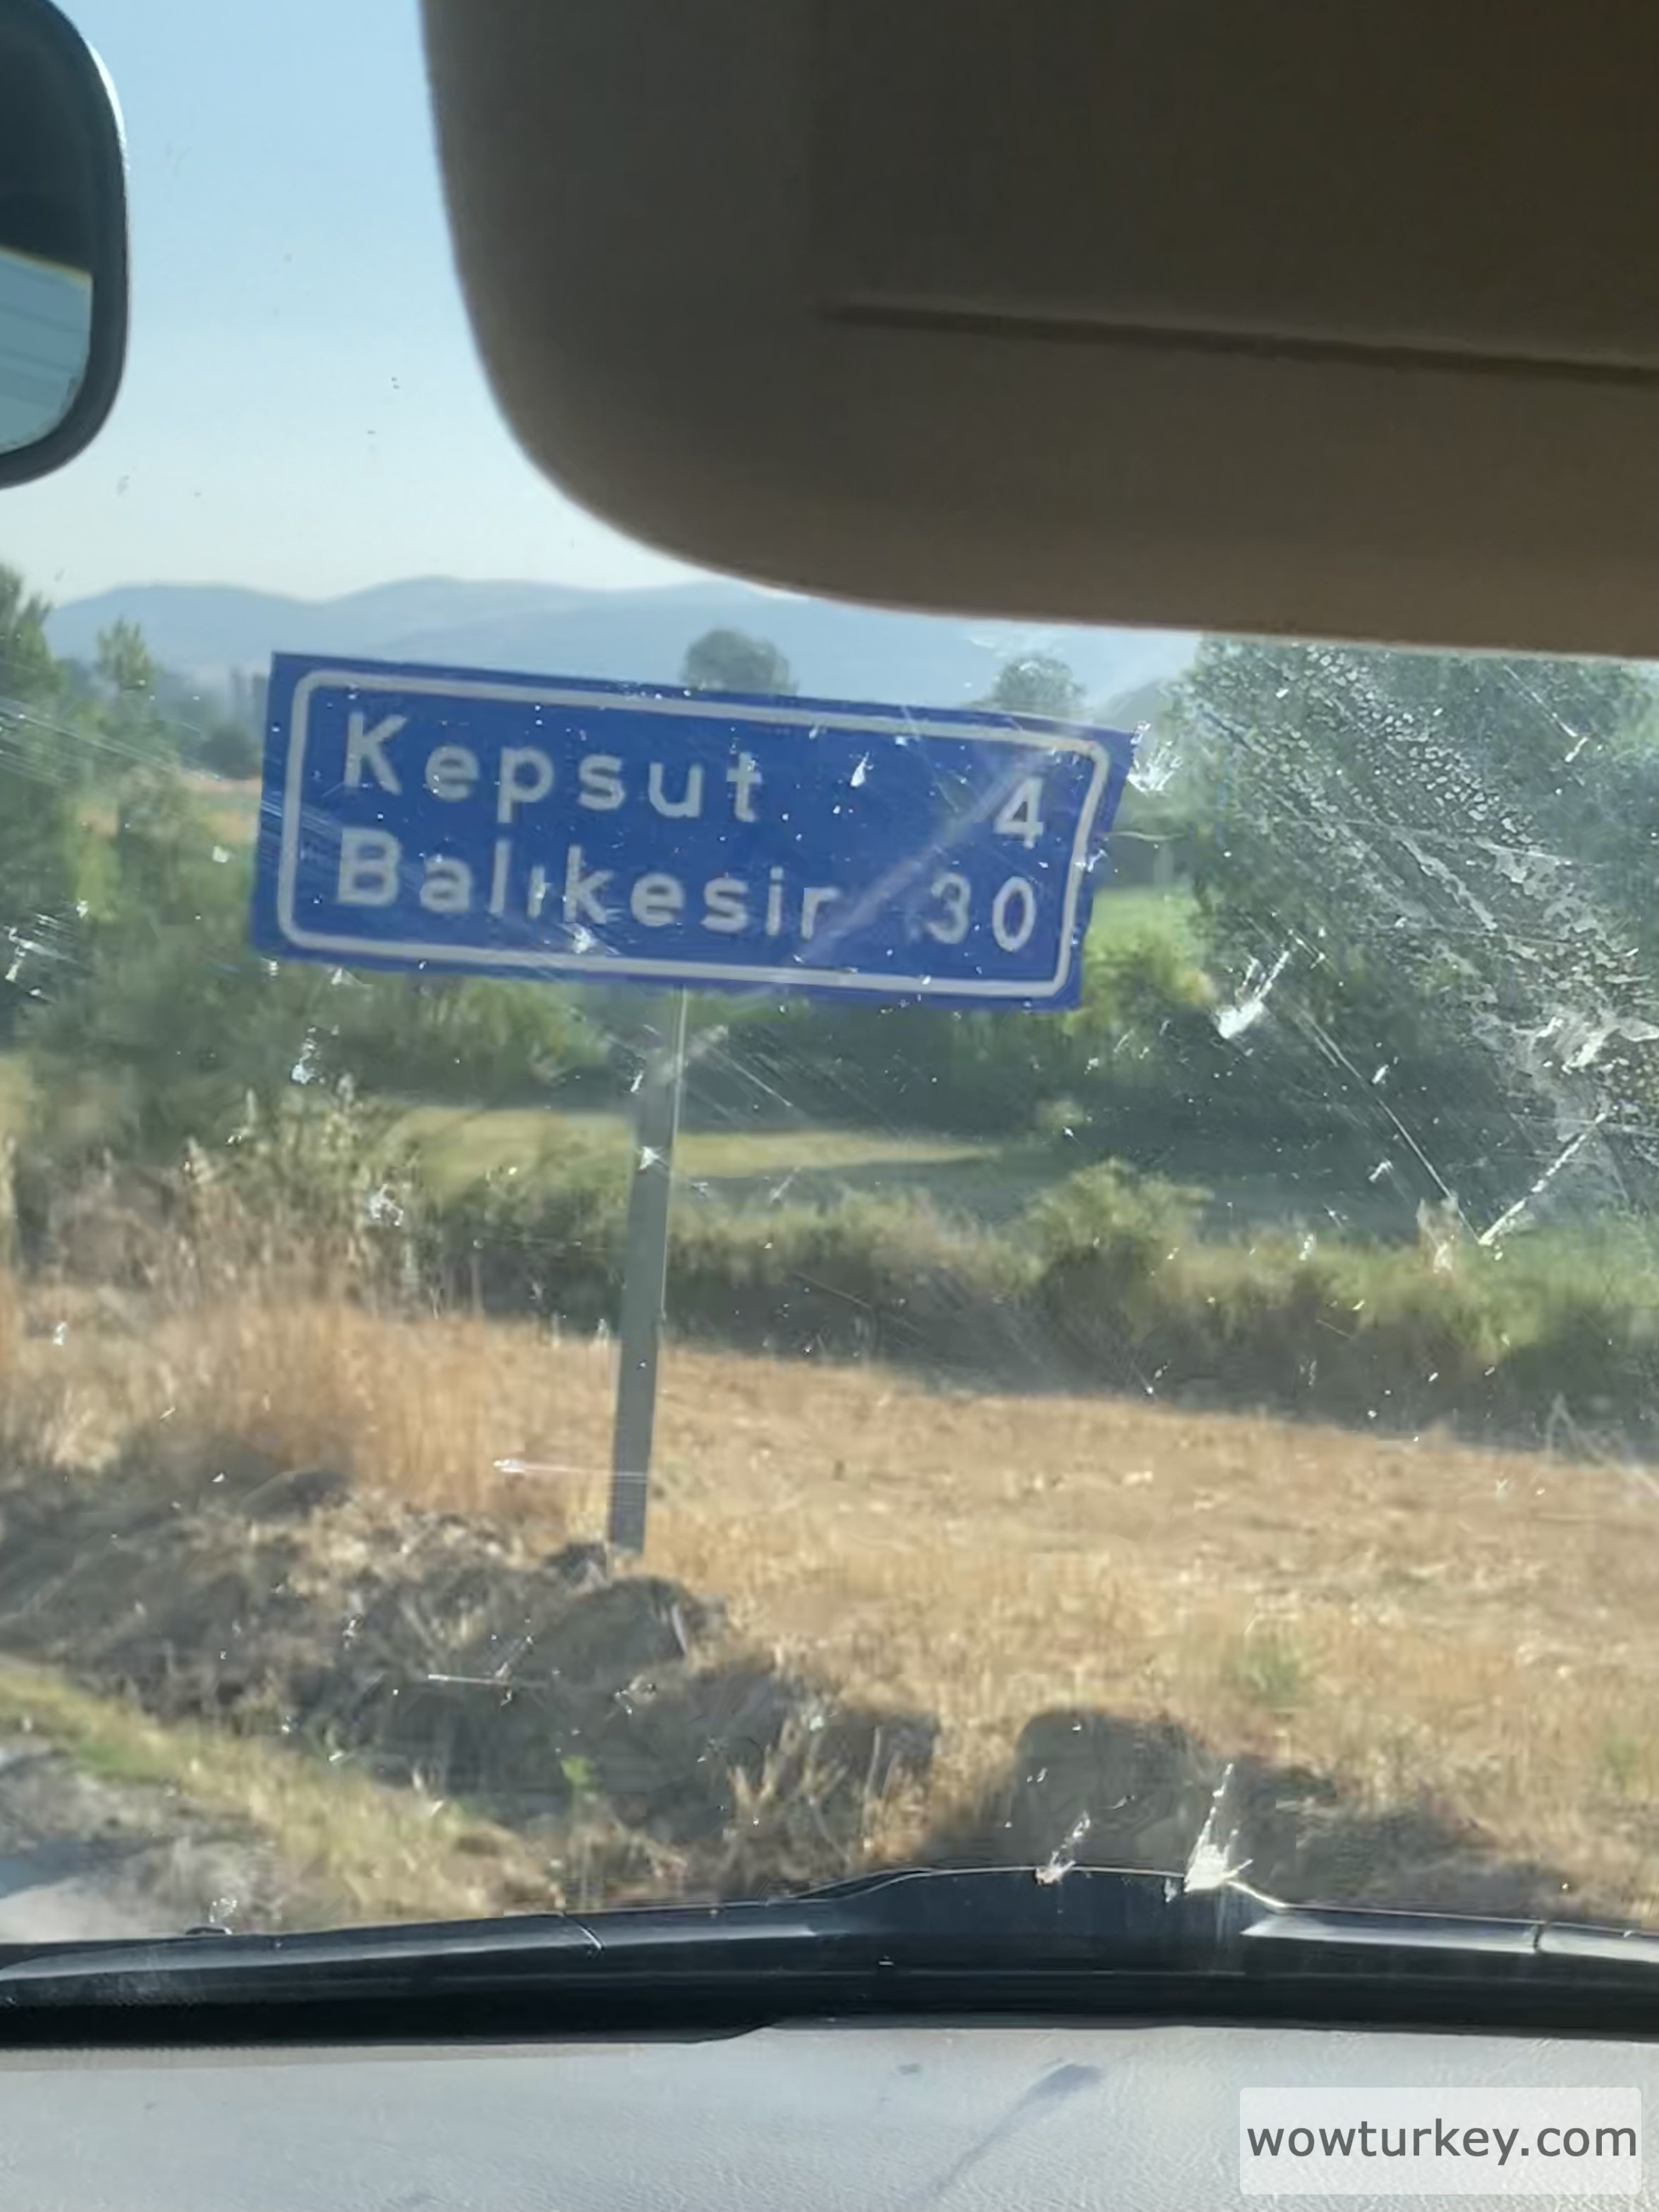 Kepsut 4
Balıkesir 30
wowturkey.com